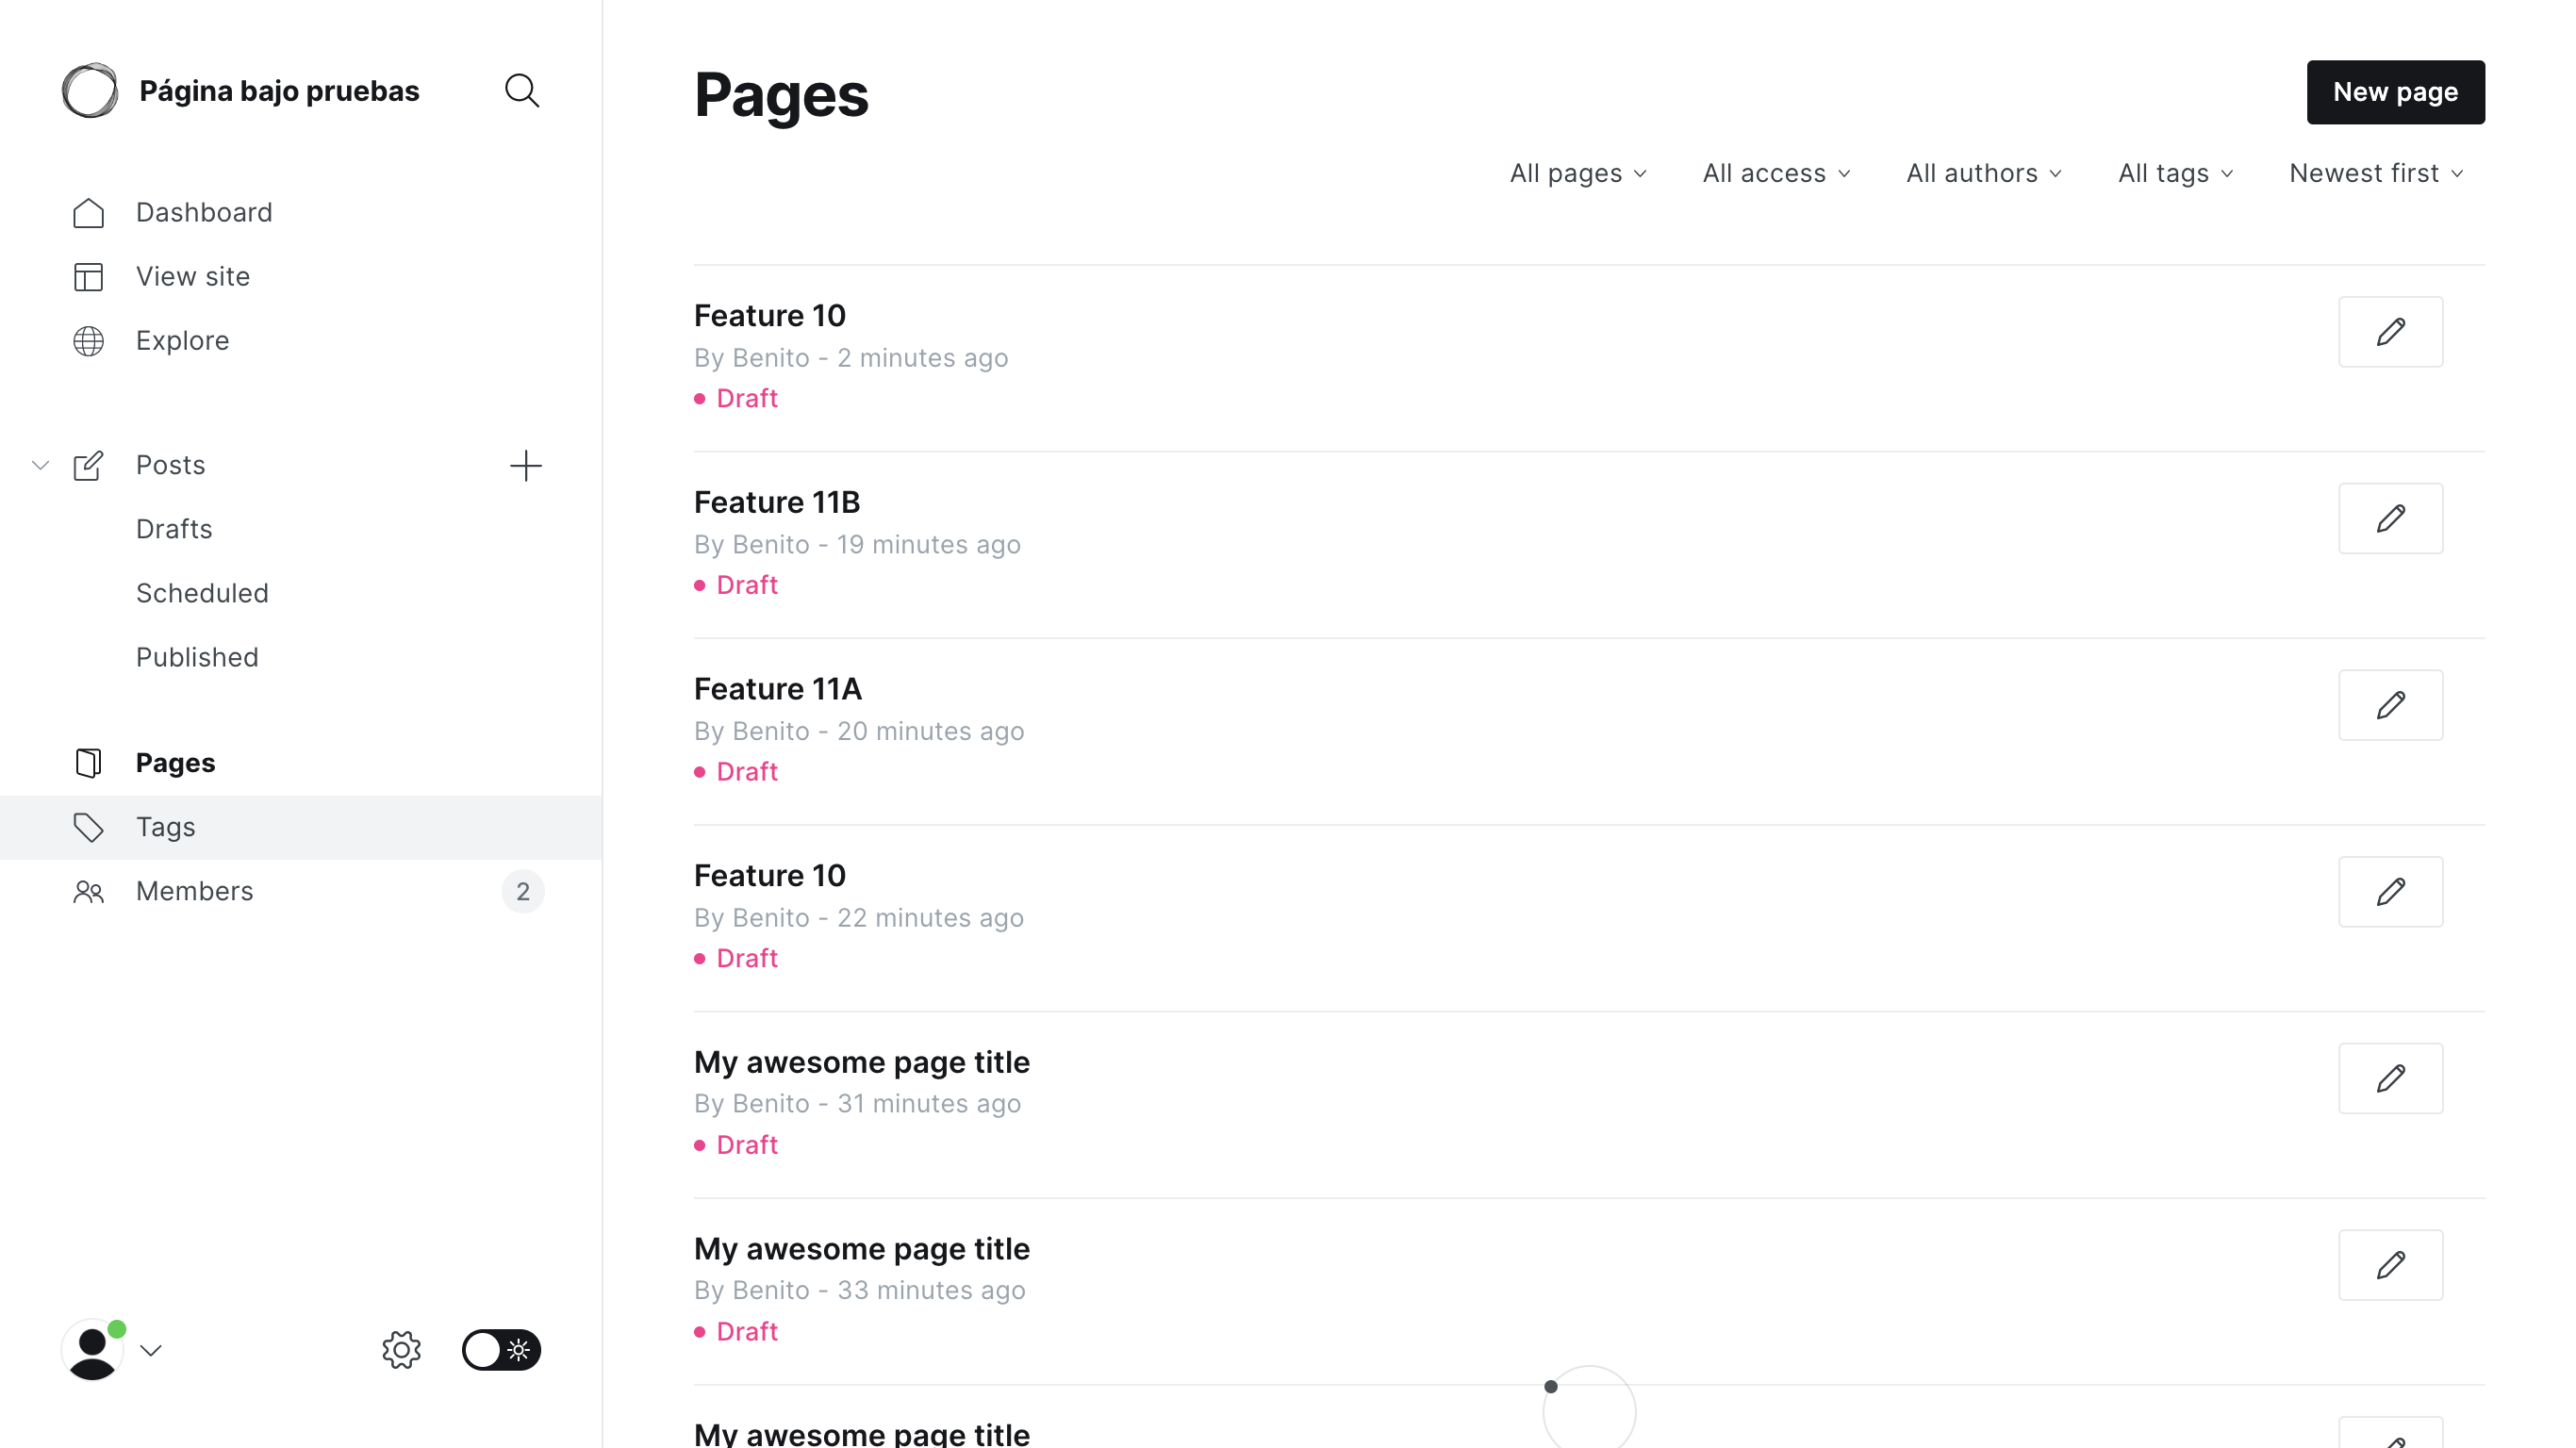 Página bajo pruebas
Dashboard
View site
Explore
Posts
Drafts
Scheduled
Published
Pages
Tags
Members 2
Pages
New page
All pages All access All authors All tags Newest first
Feature 10
By Benito - 2 minutes ago
Draft
Feature 11B
By Benito - 19 minutes ago
Draft
Feature 11A
By Benito - 20 minutes ago
Draft
Feature 10
By Benito - 22 minutes ago
Draft
My awesome page title
By Benito - 31 minutes ago
Draft
My awesome page title
By Benito - 33 minutes ago
Draft
My awesome page title